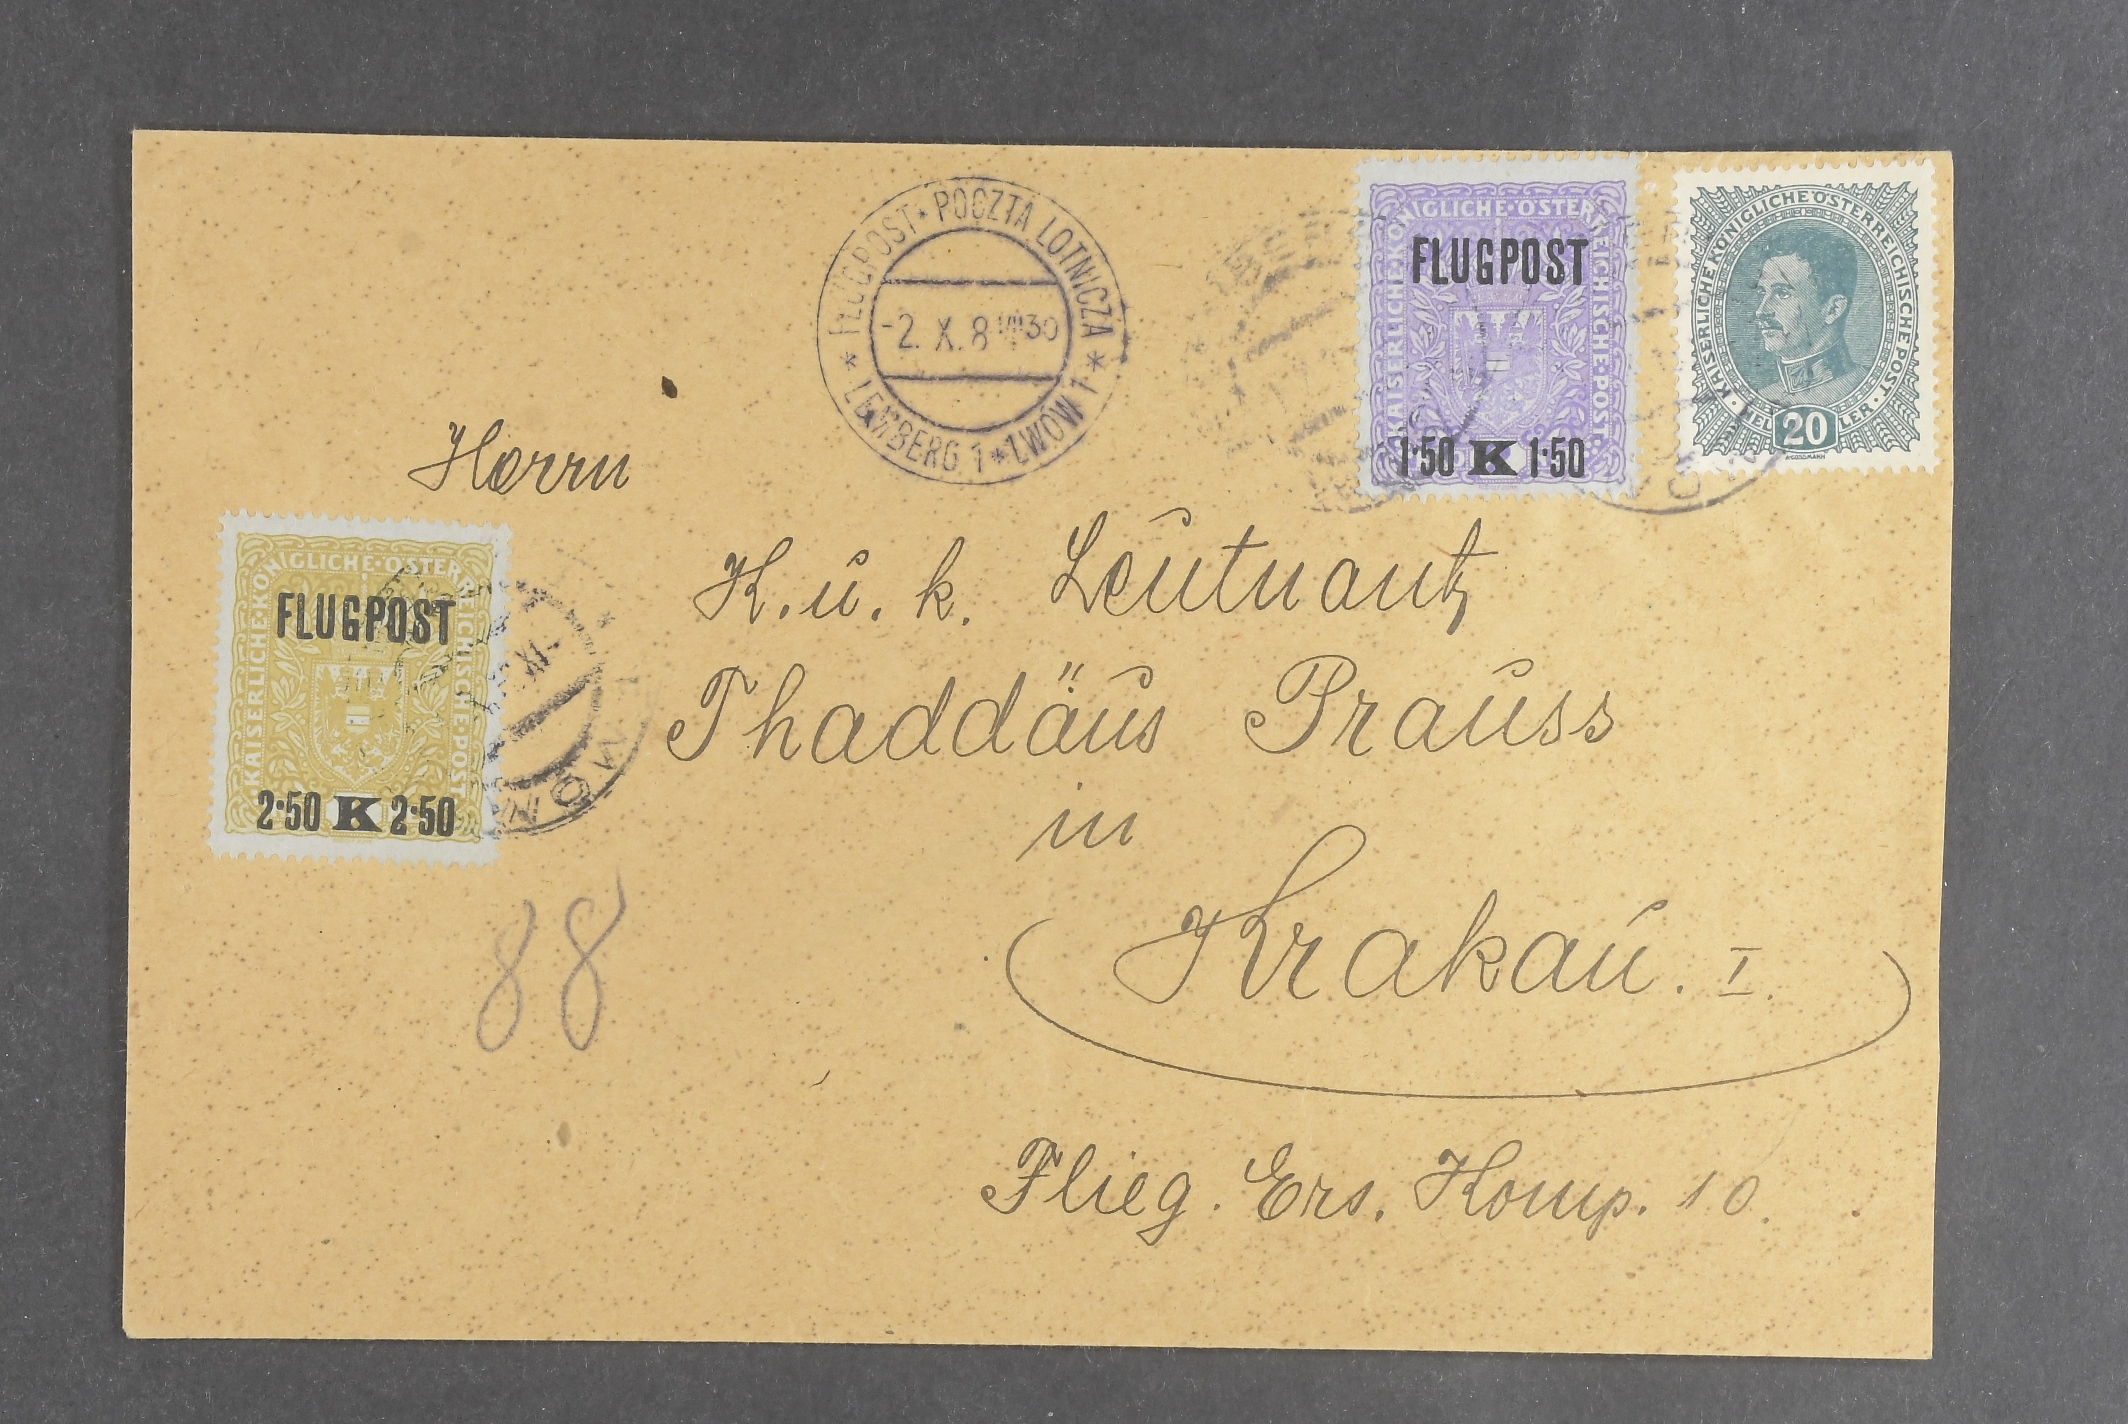 FLUGPOST * POCZTA LOTNICZA
-2. X. 8 VIII 30
* LEMBERG 1 * LWÓW 1 *
KAISERLICHE·KÖNIGLICHE·ÖSTERREICHISCHE·POST·
FLUGPOST
1·50 K 1·50
KAISERLICHE KÖNIGLICHE ÖSTERREICHISCHE POST
20
Herrn
K. u. k. Leutnant
Thaddäus Prauss
in
Krakau. I.
Flieg. Ers. Komp. 10.
KAISERLICHE·KÖNIGLICHE·ÖSTERREICHISCHE·POST
FLUGPOST
2·50 K 2·50
88